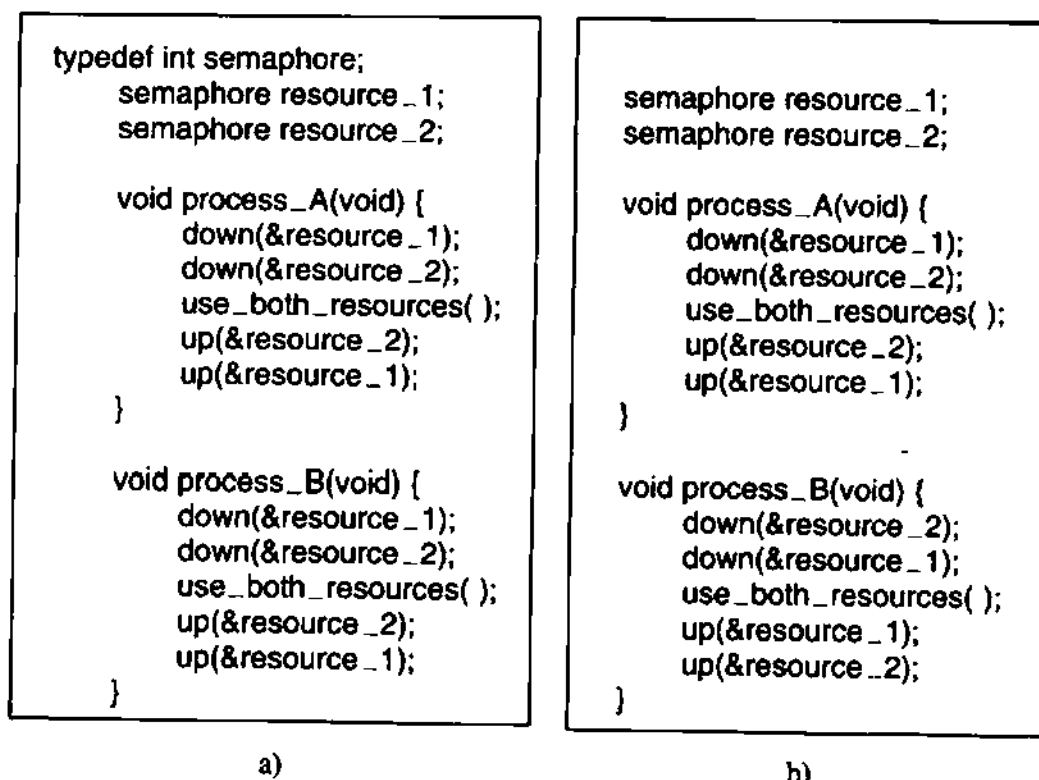 typedef int semaphore;
semaphore resource_1;
semaphore resource_2;
void process_A(void) {
down(&resource_1);
down(&resource_2);
use_both_resources( );
up(&resource_2);
up(&resource_1);
}
void process_B(void) {
down(&resource_1);
down(&resource_2);
use_both_resources( );
up(&resource_2);
up(&resource_1);
}
a)
semaphore resource_1;
semaphore resource_2;
void process_A(void) {
down(&resource_1);
down(&resource_2);
use_both_resources( );
up(&resource_2);
up(&resource_1);
}
void process_B(void) {
down(&resource_2);
down(&resource_1);
use_both_resources( );
up(&resource_1);
up(&resource_2);
}
b)